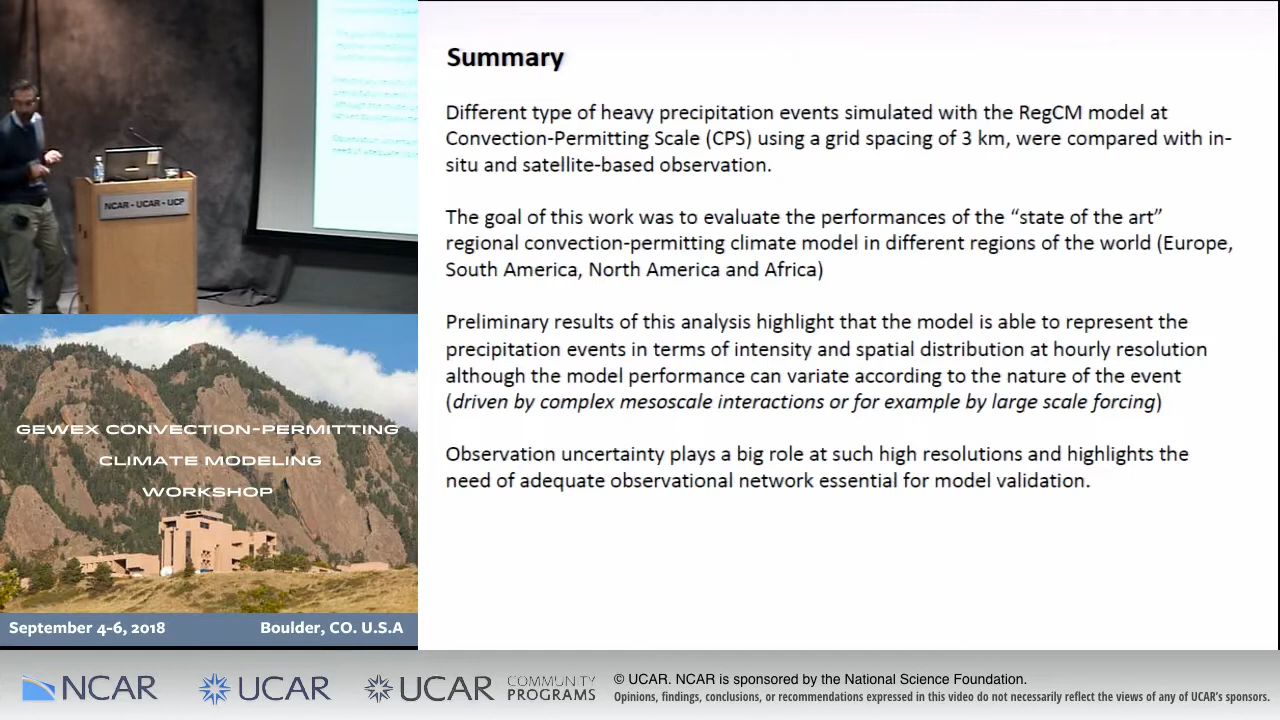 Summary
Different type of heavy precipitation events simulated with the RegCM model at
Convection-Permitting Scale (CPS) using a grid spacing of 3 km, were compared with in-
situ and satellite-based observation.
The goal of this work was to evaluate the performances of the “state of the art”
regional convection-permitting climate model in different regions of the world (Europe,
South America, North America and Africa)
Preliminary results of this analysis highlight that the model is able to represent the
precipitation events in terms of intensity and spatial distribution at hourly resolution
although the model performance can variate according to the nature of the event
(driven by complex mesoscale interactions or for example by large scale forcing)
Observation uncertainty plays a big role at such high resolutions and highlights the
need of adequate observational network essential for model validation.
NCAR - UCAR - UCP
GEWEX CONVECTION-PERMITTING
CLIMATE MODELING
WORKSHOP
September 4-6, 2018
Boulder, CO. U.S.A
NCAR
UCAR
UCAR
COMMUNITY
PROGRAMS
© UCAR. NCAR is sponsored by the National Science Foundation.
Opinions, findings, conclusions, or recommendations expressed in this video do not necessarily reflect the views of any of UCAR's sponsors.